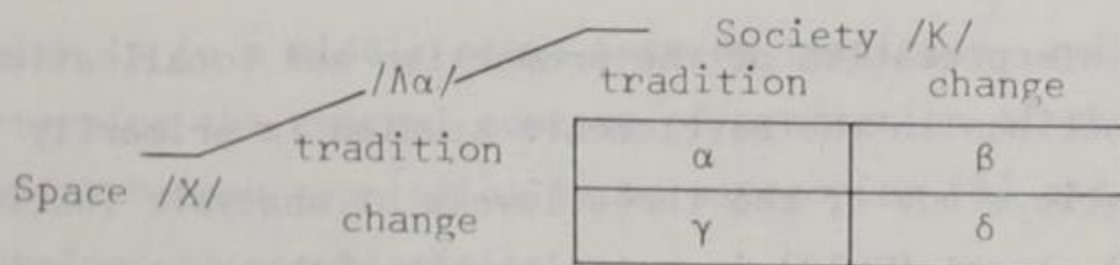 Society /K/
/Λα/ tradition change
tradition α β
Space /X/
change γ δ